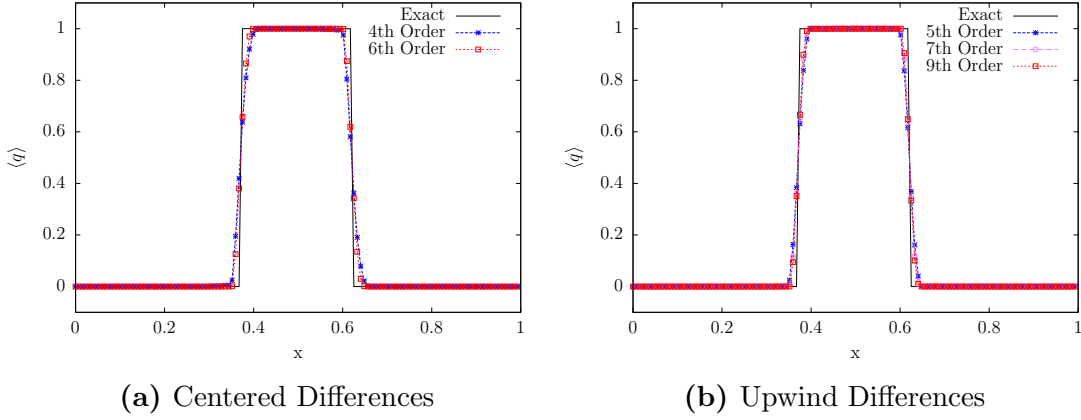 1
0.8
0.6
0.4
0.2
0
⟨q⟩
0 0.2 0.4 0.6 0.8 1
x
Exact
4th Order
6th Order
(a) Centered Differences
1
0.8
0.6
0.4
0.2
0
⟨q⟩
0 0.2 0.4 0.6 0.8 1
x
Exact
5th Order
7th Order
9th Order
(b) Upwind Differences